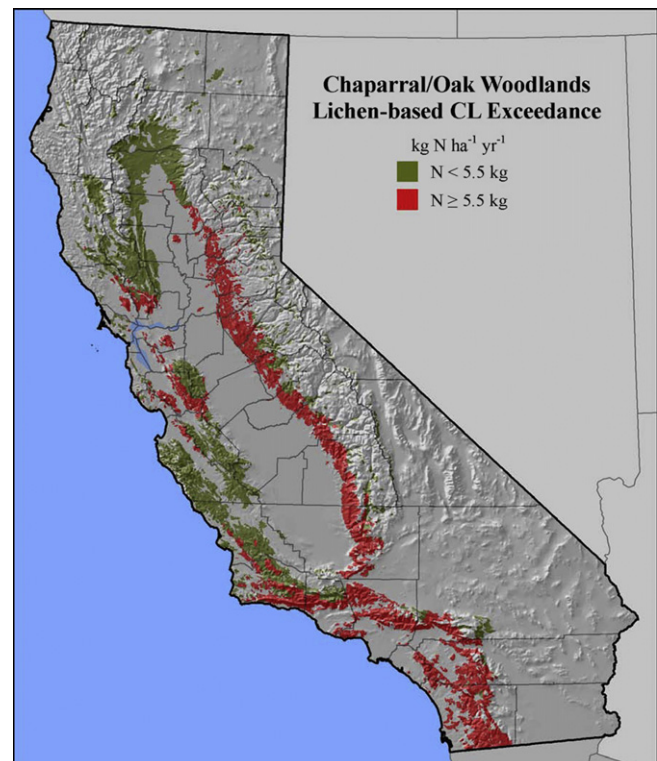 Chaparral/Oak Woodlands
Lichen-based CL Exceedance
kg N ha⁻¹ yr⁻¹
N < 5.5 kg
N ≥ 5.5 kg